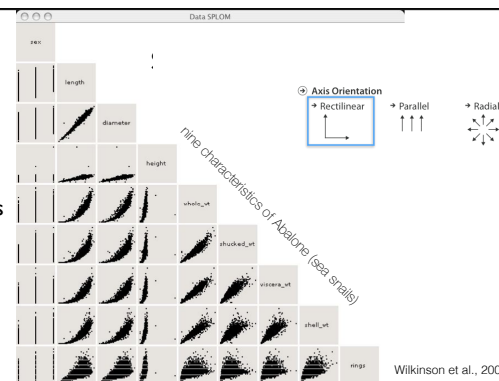 Data SPLOM
sex
length
Axis Orientation
Rectilinear
Parallel
Radial
diameter
height
nine characteristics of Abalone (sea snails)
whole_wt
shucked_wt
viscera_wt
shell_wt
rings
Wilkinson et al., 200